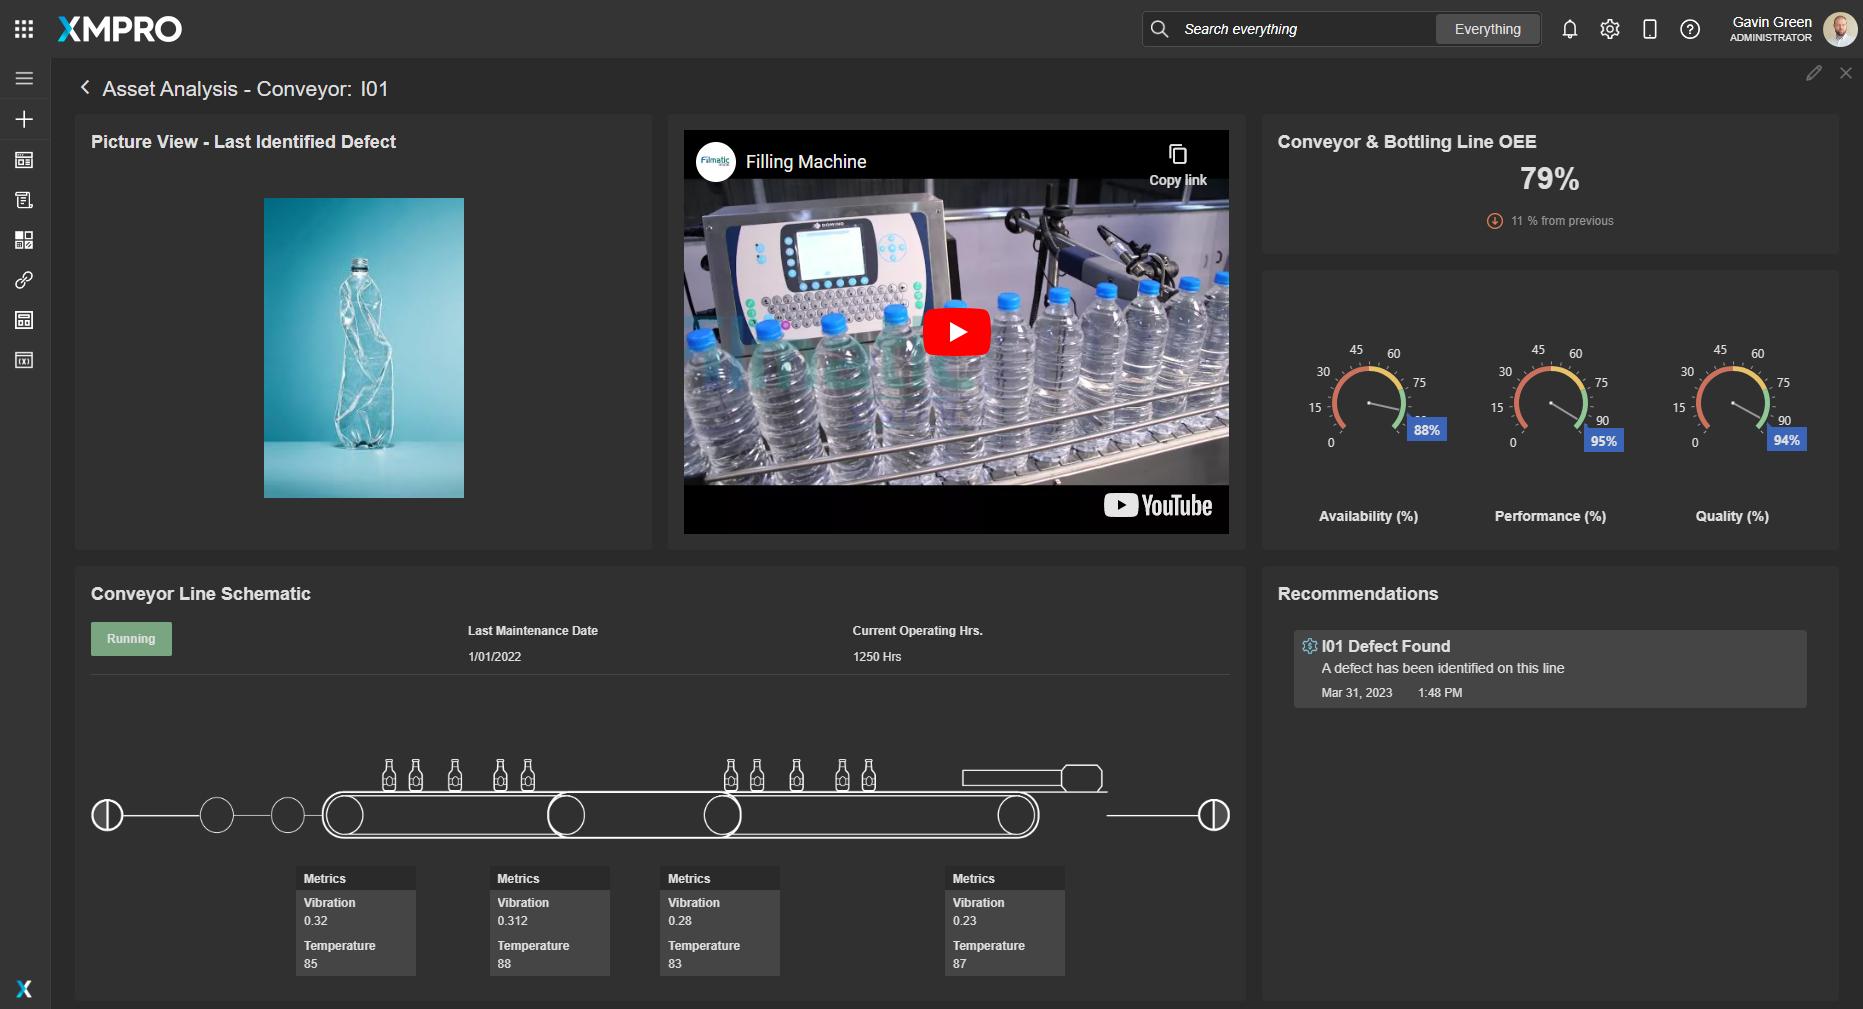 XMPRO
Search everything
Everything
Gavin Green
ADMINISTRATOR
Asset Analysis - Conveyor: I01
Picture View - Last Identified Defect
Filmatic
Filling Machine
Copy link
YouTube
Conveyor & Bottling Line OEE
79%
11 % from previous
0 15 30 45 60 75
88%
Availability (%)
0 15 30 45 60 75 90
95%
Performance (%)
0 15 30 45 60 75 90
94%
Quality (%)
Conveyor Line Schematic
Running
Last Maintenance Date
1/01/2022
Current Operating Hrs.
1250 Hrs
Metrics
Vibration
0.32
Temperature
85
Metrics
Vibration
0.312
Temperature
88
Metrics
Vibration
0.28
Temperature
83
Metrics
Vibration
0.23
Temperature
87
Recommendations
I01 Defect Found
A defect has been identified on this line
Mar 31, 2023 1:48 PM
X